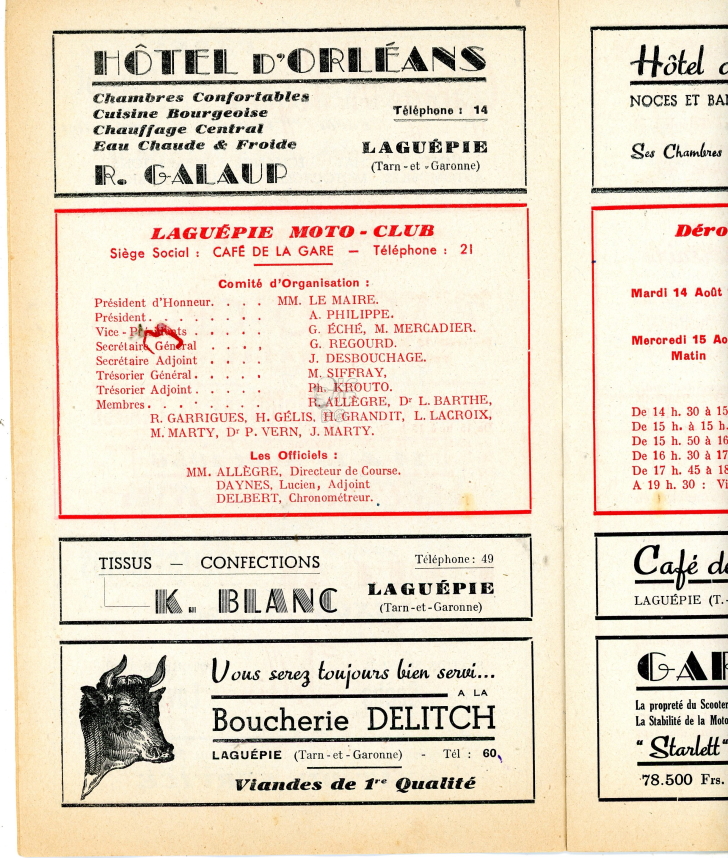 HÔTEL D'ORLÉANS
Chambres Confortables
Cuisine Bourgeoise
Chauffage Central
Eau Chaude & Froide
Téléphone : 14
LAGUÉPIE
(Tarn-et-Garonne)
R. GALAUP
LAGUÉPIE MOTO-CLUB
Siège Social : CAFÉ DE LA GARE — Téléphone : 21
Comité d'Organisation :
Président d'Honneur. . . . MM. LE MAIRE.
Président. . . . . . . . . A. PHILIPPE.
Vice-Présidents . . . . . G. ÉCHÉ, M. MERCADIER.
Secrétaire Général . . . . G. REGOURD.
Secrétaire Adjoint . . . . J. DESBOUCHAGE.
Trésorier Général. . . . . M. SIFFRAY,
Trésorier Adjoint. . . . . Ph. KROUTO.
Membres. . . . . . . . . R. ALLÈGRE, Dr L. BARTHE,
R. GARRIGUES, H. GÉLIS. H. GRANDIT, L. LACROIX,
M. MARTY, Dr P. VERN, J. MARTY.
Les Officiels :
MM. ALLÈGRE, Directeur de Course.
DAYNES, Lucien, Adjoint
DELBERT, Chronométreur.
TISSUS — CONFECTIONS
Téléphone : 49
K. BLANC
LAGUÉPIE
(Tarn-et-Garonne)
Vous serez toujours bien servi...
A LA
Boucherie DELITCH
LAGUÉPIE (Tarn-et-Garonne) - Tél : 60
Viandes de 1re Qualité
Hôtel d
NOCES ET BA
Ses Chambres
Déro
Mardi 14 Août
Mercredi 15 Ao
Matin
De 14 h. 30 à 15
De 15 h. à 15 h.
De 15 h. 50 à 16
De 16 h. 30 à 17
De 17 h. 45 à 18
A 19 h. 30 : Vi
Café de
LAGUÉPIE (T.-
GAR
La propreté du Scooter
La Stabilité de la Moto
"Starlett"
78.500 Frs.